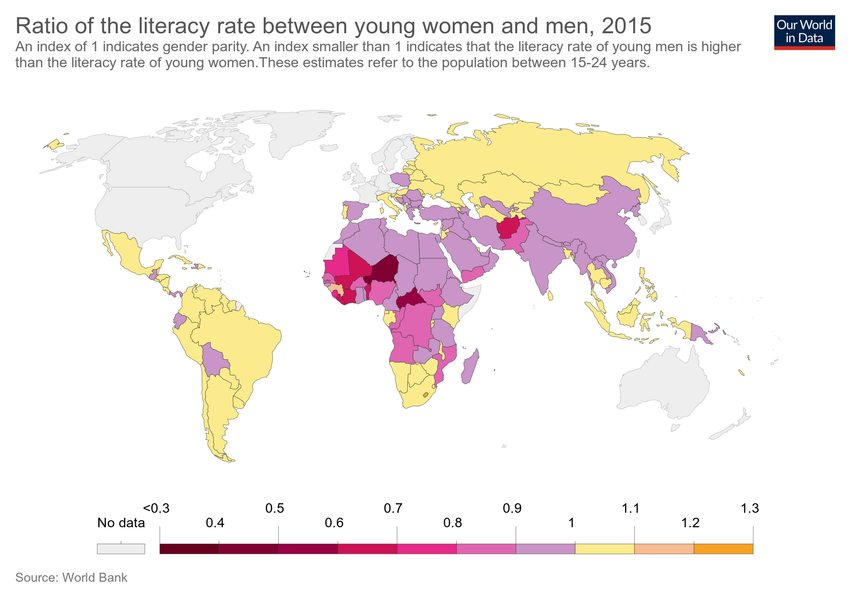 Ratio of the literacy rate between young women and men, 2015
Our World
in Data
An index of 1 indicates gender parity. An index smaller than 1 indicates that the literacy rate of young men is higher
than the literacy rate of young women.These estimates refer to the population between 15-24 years.
<0.3 0.5 0.7 0.9 1.1 1.3
No data 0.4 0.6 0.8 1 1.2
Source: World Bank